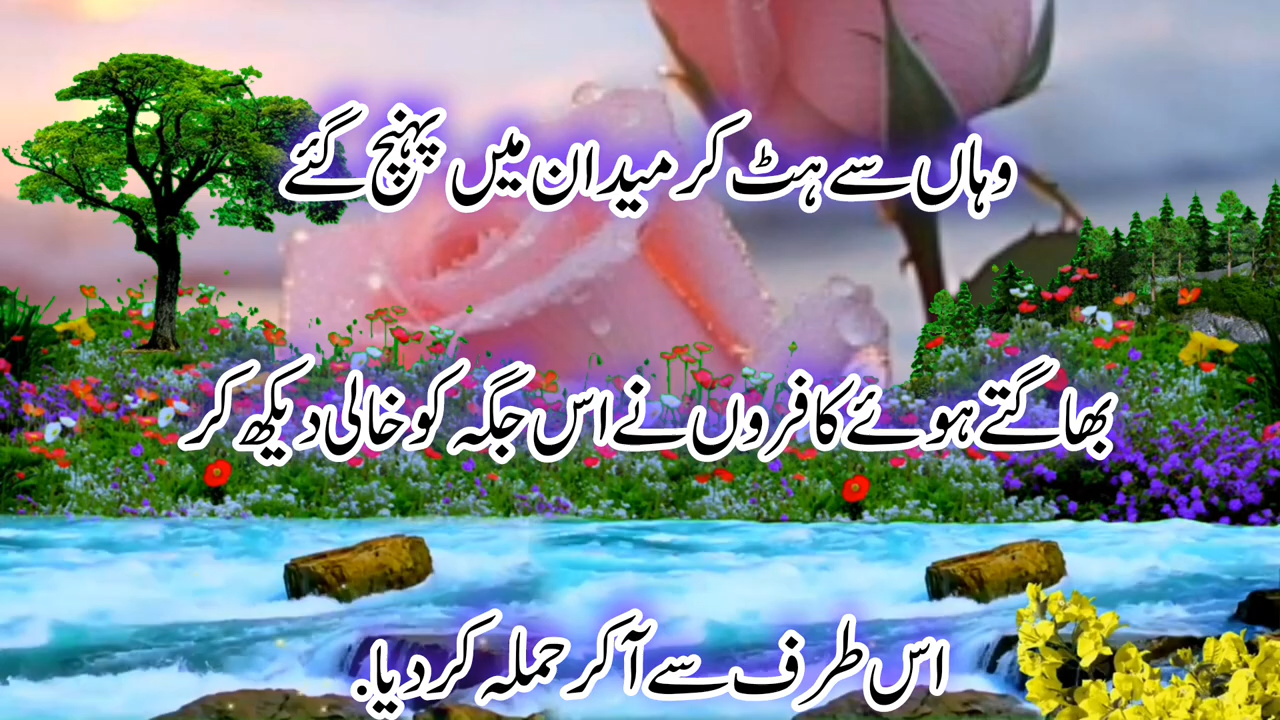 وہاں سے ہٹ کر میدان میں پہنچ گئے
بھاگتے ہوئے کافروں نے اس جگہ کو خالی دیکھ کر
اس طرف سے آ کر حملہ کر دیا.